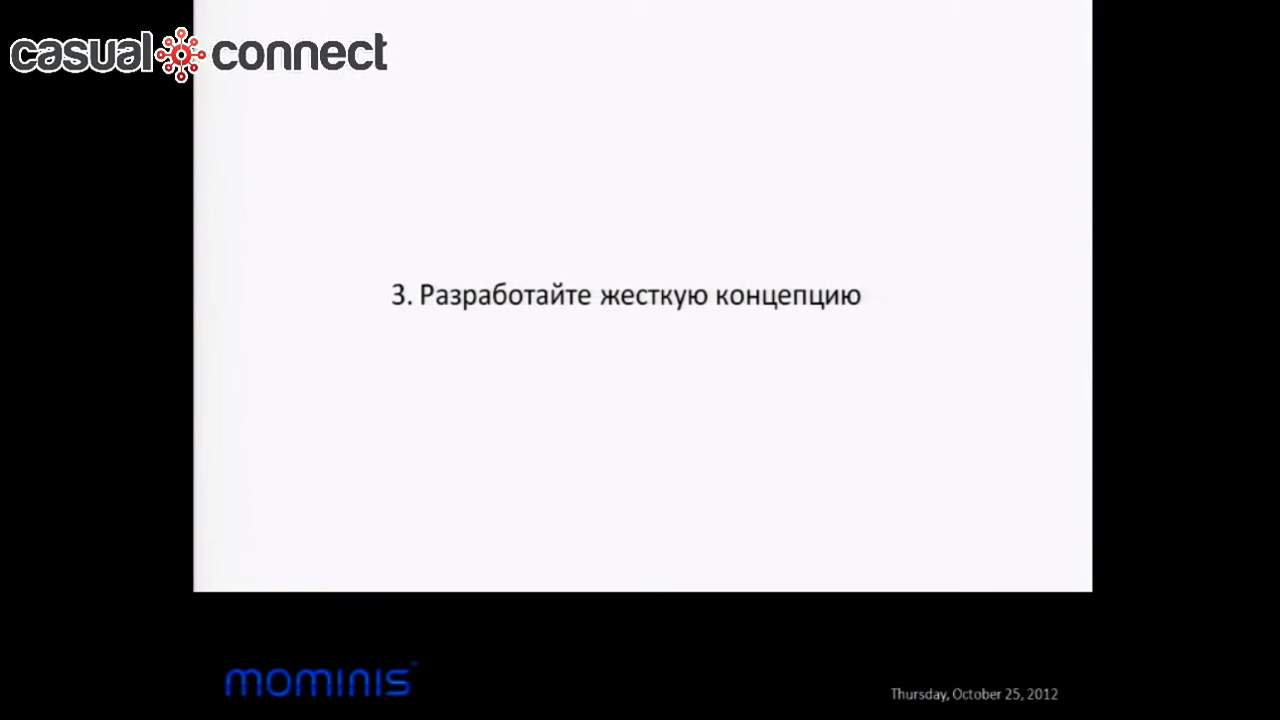 casual connect
3. Разработайте жесткую концепцию
mominis
Thursday, October 25, 2012